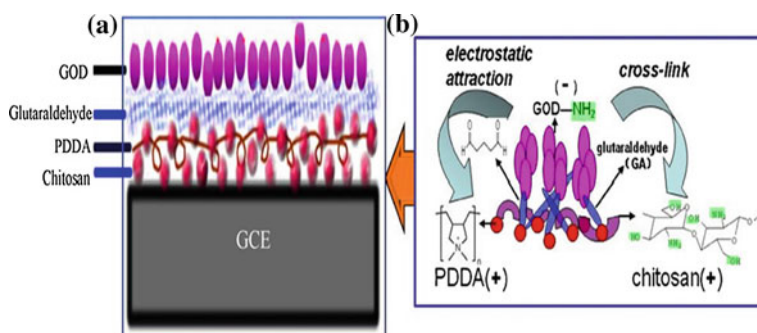 (a)
GOD
Glutaraldehyde
PDDA
Chitosan
GCE
(b)
electrostatic
attraction
(-)
GOD—NH2
cross-link
glutaraldehyde
(GA)
O
O
H
H
N
n
PDDA(+)
chitosan(+)